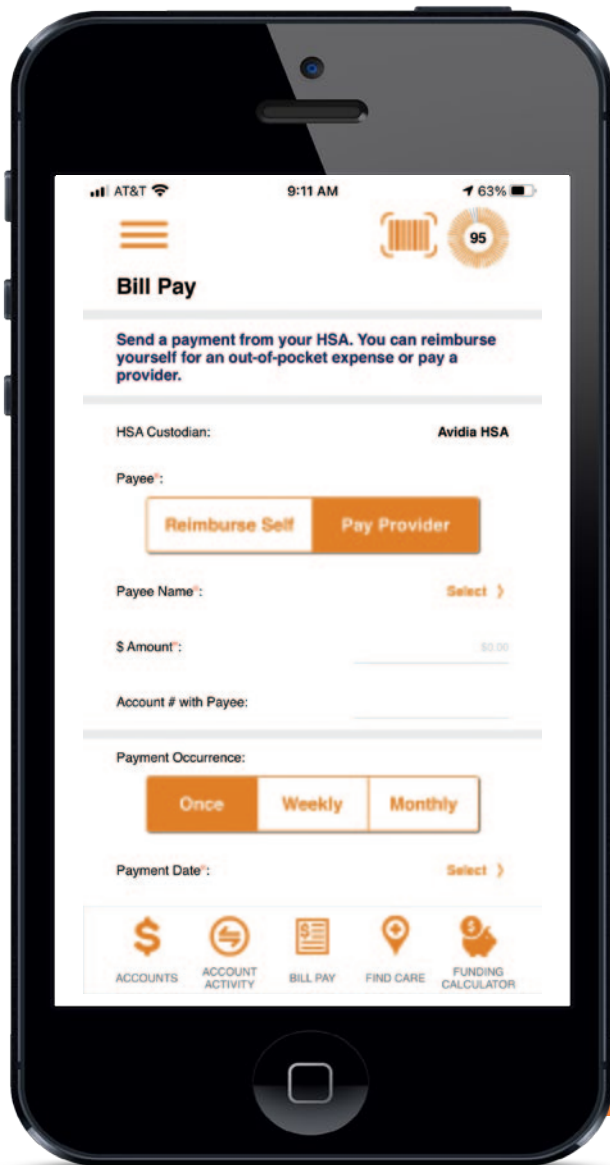 AT&T 9:11 AM 63%
95
Bill Pay
Send a payment from your HSA. You can reimburse
yourself for an out-of-pocket expense or pay a
provider.
HSA Custodian: Avidia HSA
Payee*:
Reimburse Self Pay Provider
Payee Name*: Select >
$ Amount*: $0.00
Account # with Payee:
Payment Occurrence:
Once Weekly Monthly
Payment Date*: Select >
$ $ $
ACCOUNTS ACCOUNT ACTIVITY BILL PAY FIND CARE FUNDING CALCULATOR